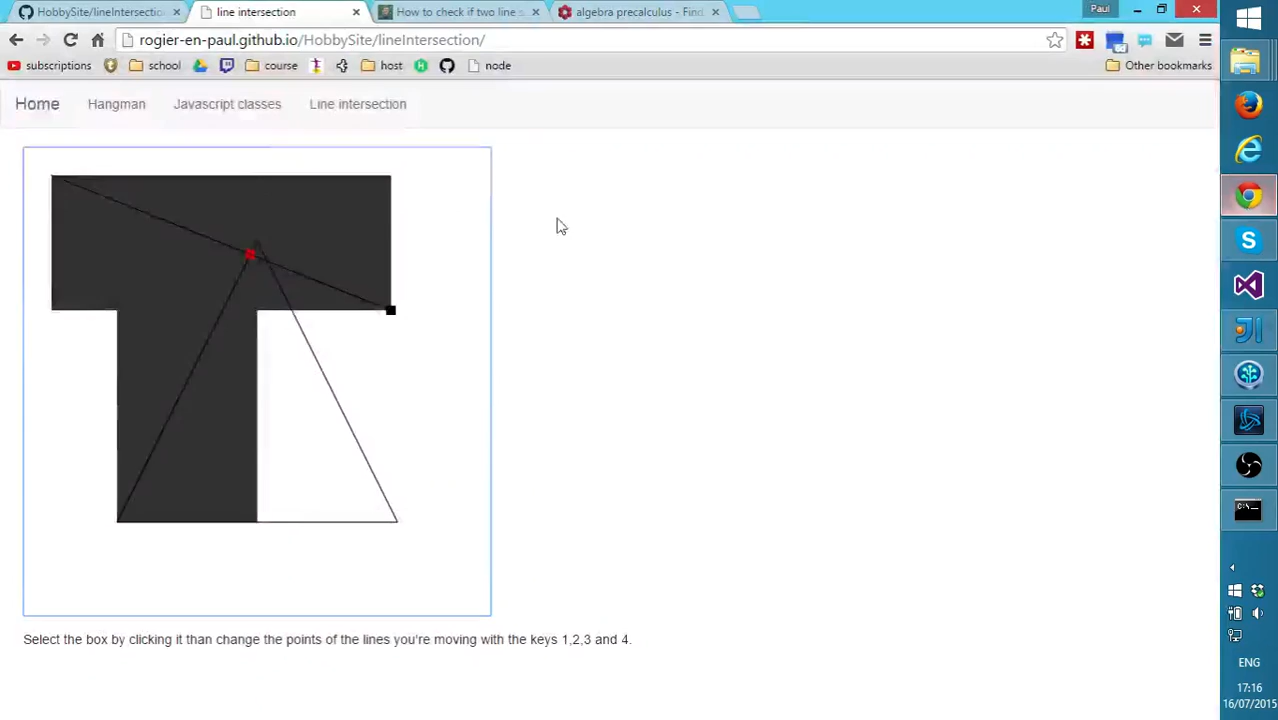 HobbySite/lineIntersectio
line intersection
How to check if two line s
algebra precalculus - Find
Paul
rogier-en-paul.github.io/HobbySite/lineIntersection/
subscriptions
school
course
host
node
Other bookmarks
Home
Hangman
Javascript classes
Line intersection
Select the box by clicking it than change the points of the lines you're moving with the keys 1,2,3 and 4.
ENG
17:16
16/07/2015